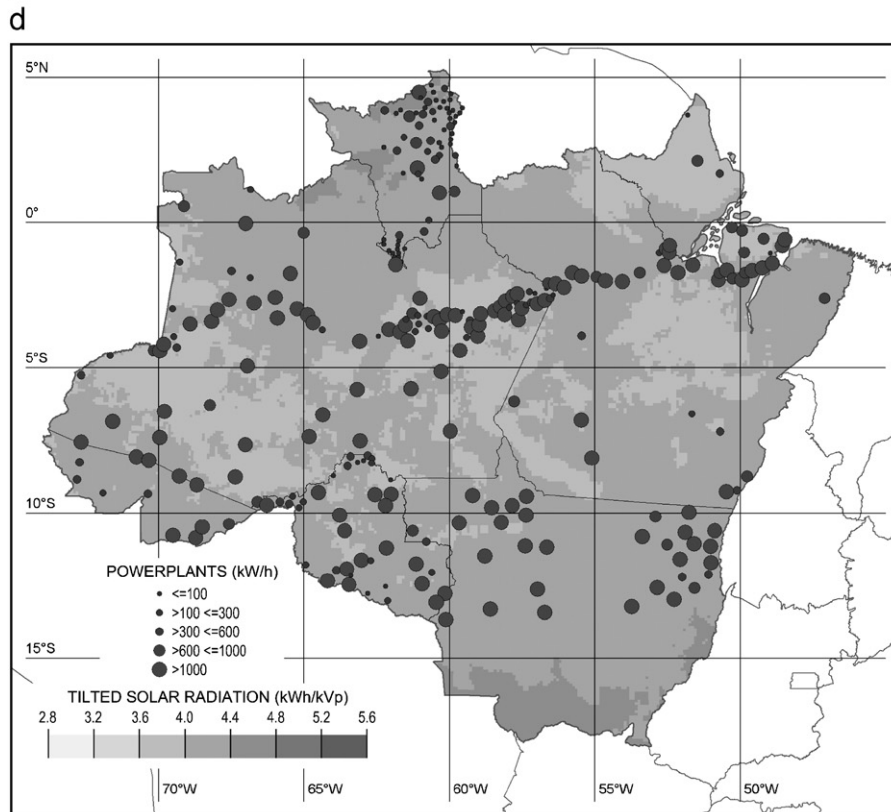 d
5°N
0°
5°S
10°S
POWERPLANTS (kW/h)
<=100
>100 <=300
>300 <=600
>600 <=1000
>1000
15°S
TILTED SOLAR RADIATION (kWh/kVp)
2.8 3.2 3.6 4.0 4.4 4.8 5.2 5.6
70°W 65°W 60°W 55°W 50°W